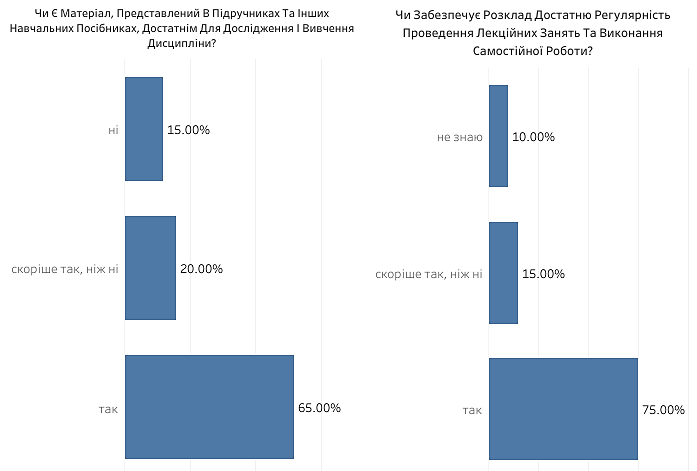 Чи Є Матеріал, Представлений В Підручниках Та Інших
Навчальних Посібниках, Достатнім Для Дослідження І Вивчення
Дисципліни?
ні
15.00%
скоріше так, ніж ні
20.00%
так
65.00%
Чи Забезпечує Розклад Достатню Регулярність
Проведення Лекційних Занять Та Виконання
Самостійної Роботи?
не знаю
10.00%
скоріше так, ніж ні
15.00%
так
75.00%